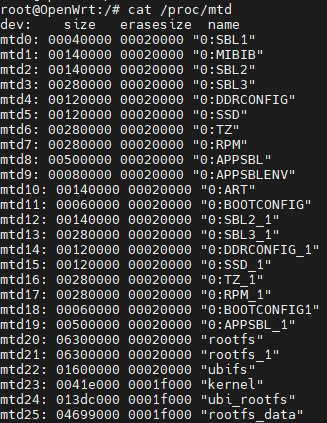 root@OpenWrt:/# cat /proc/mtd
dev:    size   erasesize  name
mtd0: 00040000 00020000 "0:SBL1"
mtd1: 00140000 00020000 "0:MIBIB"
mtd2: 00140000 00020000 "0:SBL2"
mtd3: 00280000 00020000 "0:SBL3"
mtd4: 00120000 00020000 "0:DDRCONFIG"
mtd5: 00120000 00020000 "0:SSD"
mtd6: 00280000 00020000 "0:TZ"
mtd7: 00280000 00020000 "0:RPM"
mtd8: 00500000 00020000 "0:APPSBL"
mtd9: 00080000 00020000 "0:APPSBLENV"
mtd10: 00140000 00020000 "0:ART"
mtd11: 00060000 00020000 "0:BOOTCONFIG"
mtd12: 00140000 00020000 "0:SBL2_1"
mtd13: 00280000 00020000 "0:SBL3_1"
mtd14: 00120000 00020000 "0:DDRCONFIG_1"
mtd15: 00120000 00020000 "0:SSD_1"
mtd16: 00280000 00020000 "0:TZ_1"
mtd17: 00280000 00020000 "0:RPM_1"
mtd18: 00060000 00020000 "0:BOOTCONFIG1"
mtd19: 00500000 00020000 "0:APPSBL_1"
mtd20: 06300000 00020000 "rootfs"
mtd21: 06300000 00020000 "rootfs_1"
mtd22: 01600000 00020000 "ubifs"
mtd23: 0041e000 0001f000 "kernel"
mtd24: 013dc000 0001f000 "ubi_rootfs"
mtd25: 04699000 0001f000 "rootfs_data"